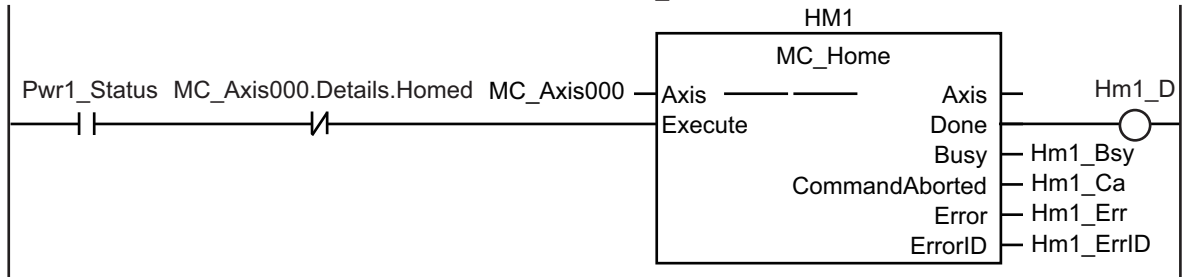 HM1
MC_Home
Pwr1_Status MC_Axis000.Details.Homed MC_Axis000 Axis Axis Hm1_D
Execute Done
Busy Hm1_Bsy
CommandAborted Hm1_Ca
Error Hm1_Err
ErrorID Hm1_ErrID